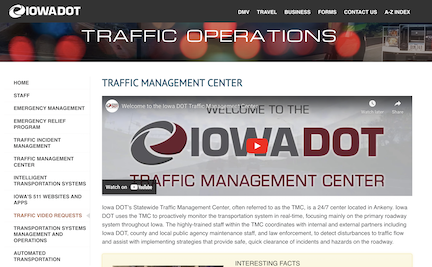 IOWADOT
DMV TRAVEL BUSINESS FORMS CONTACT US A-Z INDEX
TRAFFIC OPERATIONS
HOME
STAFF
EMERGENCY MANAGEMENT
EMERGENCY RELIEF
PROGRAM
TRAFFIC INCIDENT
MANAGEMENT
TRAFFIC MANAGEMENT
CENTER
INTELLIGENT
TRANSPORTATION SYSTEMS
IOWA'S 511 WEBSITES AND
APPS
TRAFFIC VIDEO REQUESTS
TRANSPORTATION SYSTEMS
MANAGEMENT AND
OPERATIONS
AUTOMATED
TRANSPORTATION
TRAFFIC MANAGEMENT CENTER
Welcome to the Iowa DOT Traffic
Watch later Share
WELCOME TO THE
IOWADOT
TRAFFIC MANAGEMENT CENTER
Watch on YouTube
Iowa DOT's Statewide Traffic Management Center, often referred to as the TMC, is a 24/7 center located in Ankeny. Iowa
DOT uses the TMC to proactively monitor the transportation system in real-time, focusing mainly on the primary roadway
system throughout Iowa. The highly-trained staff within the TMC coordinates with internal and external partners including
Iowa DOT, county and local public agency maintenance staff, and law enforcement, to detect disturbances to traffic flow
and assist with implementing strategies that provide safe, quick clearance of incidents and hazards on the roadway.
INTERESTING FACTS